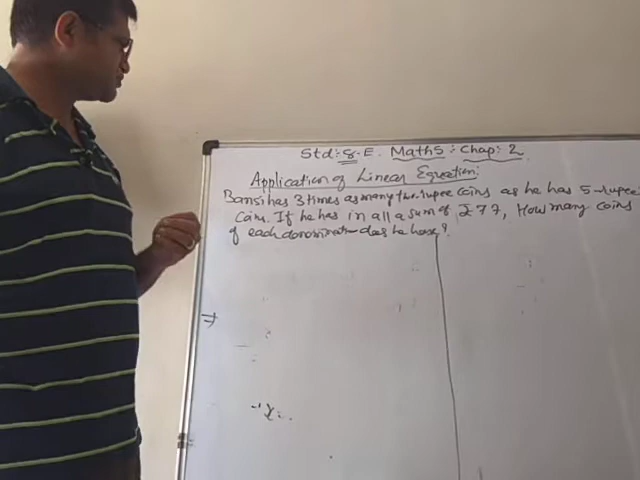 Std:-8-E. Maths : Chap: 2
Application of Linear Equation:
Bansi has 3 times as many two-rupee coins as he has 5-rupee
Coins. If he has in all a sum of ₹77, How many coins
of each denomination does he have?